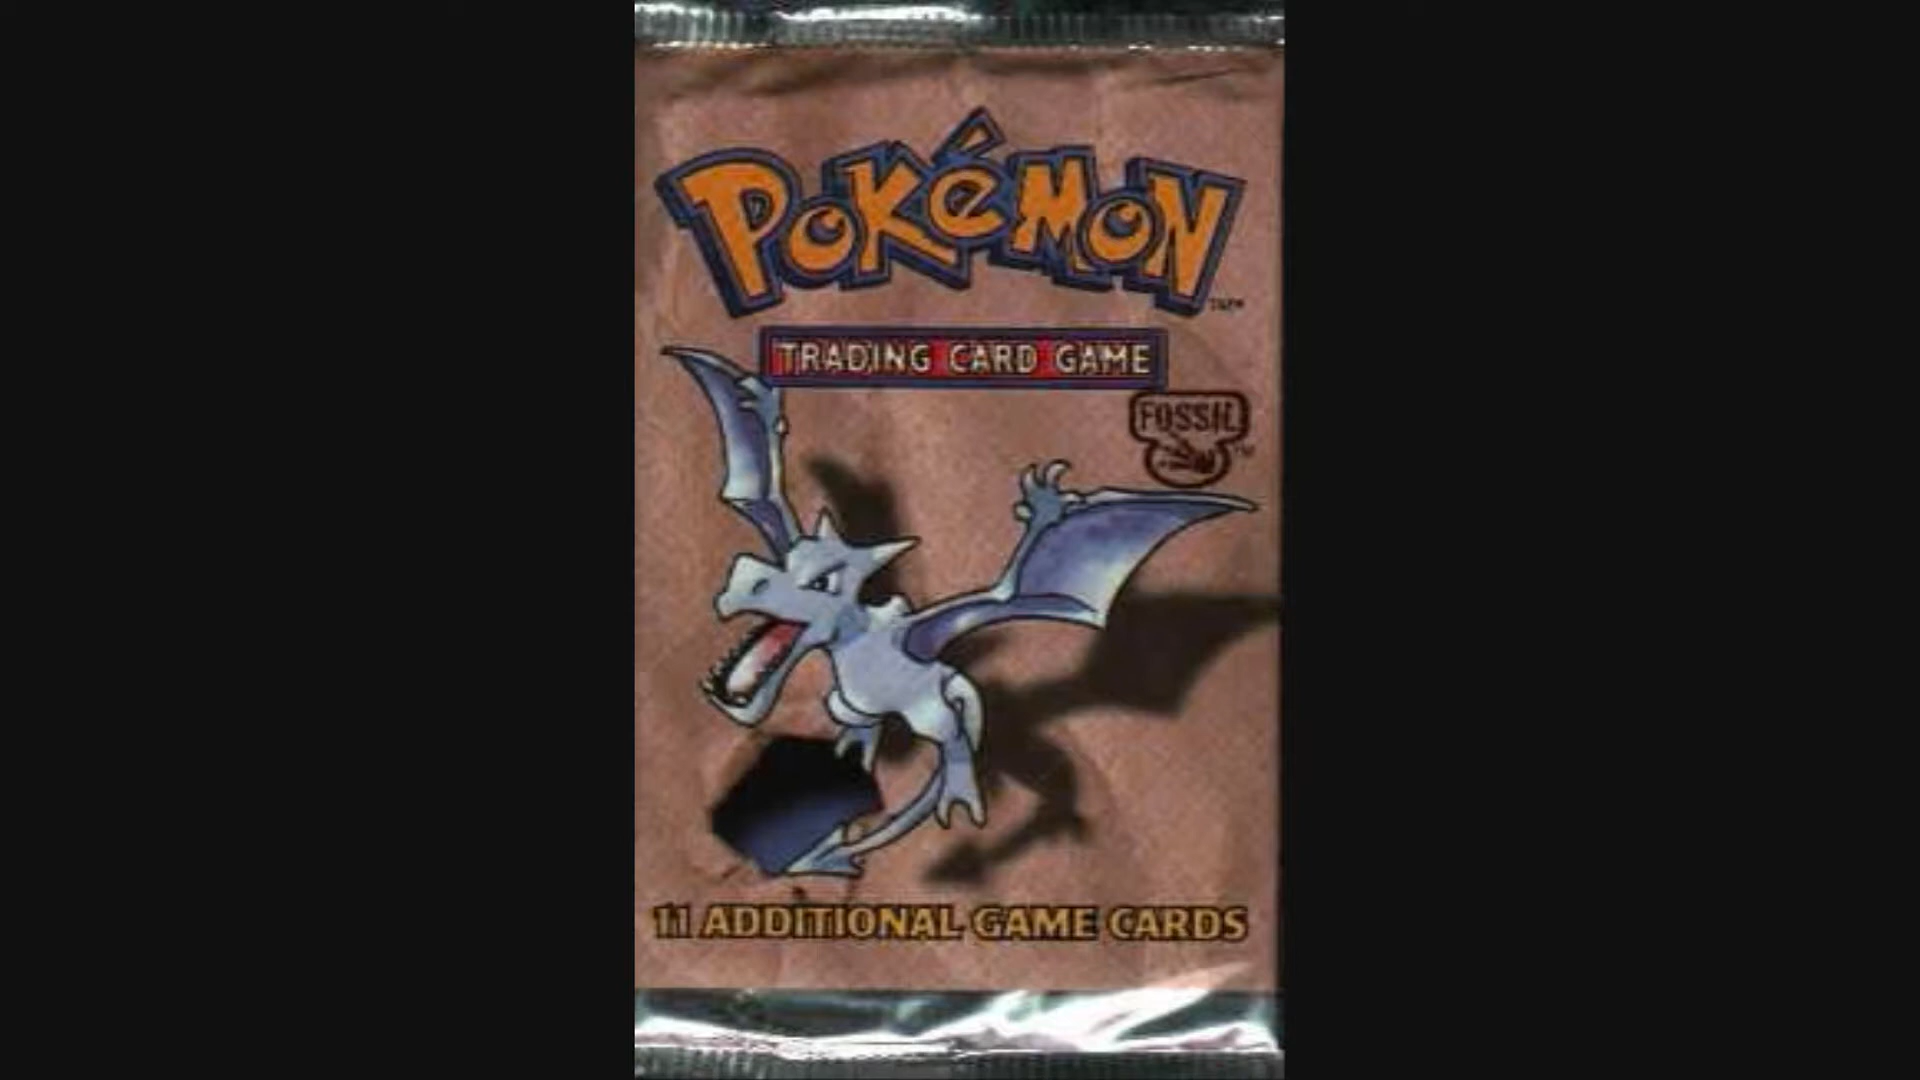 POKéMON
TM
TRADING CARD GAME
FOSSIL
TM
11 ADDITIONAL GAME CARDS